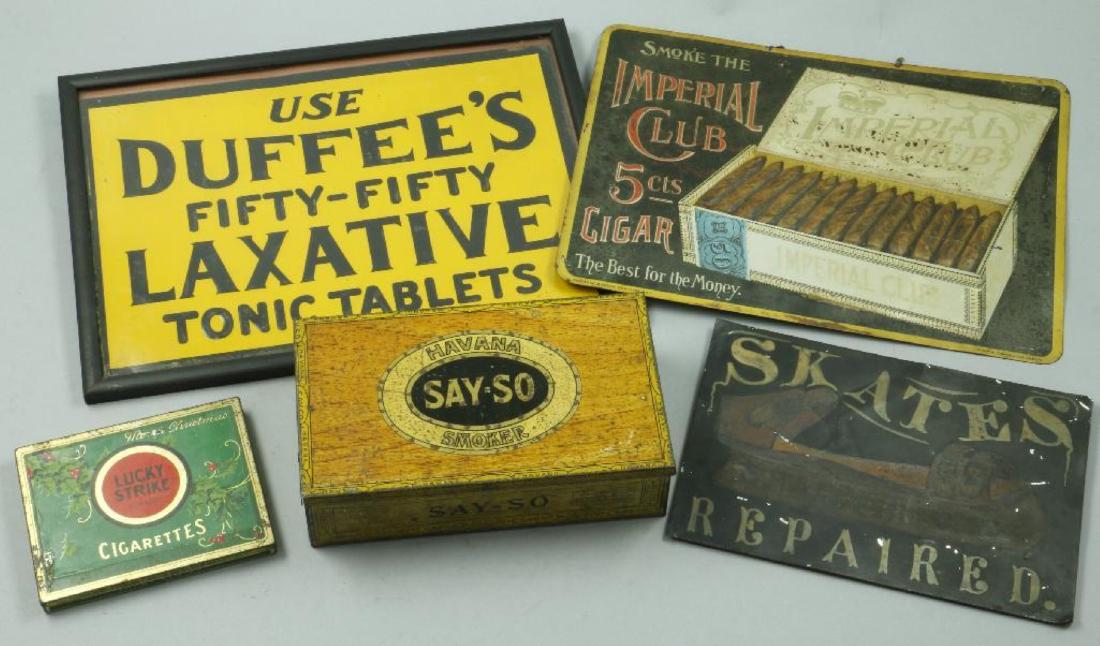 USE
DUFFEE'S
FIFTY-FIFTY
LAXATIVE
TONIC TABLETS
SMOKE THE
IMPERIAL
CLUB
5cts
CIGAR
The Best for the Money.
IMPERIAL
CLUB
IMPERIAL CLUB
HAVANA
SAY-SO
SMOKER
SAY-SO
Christmas
LUCKY
STRIKE
CIGARETTES
SKATES
REPAIRED.